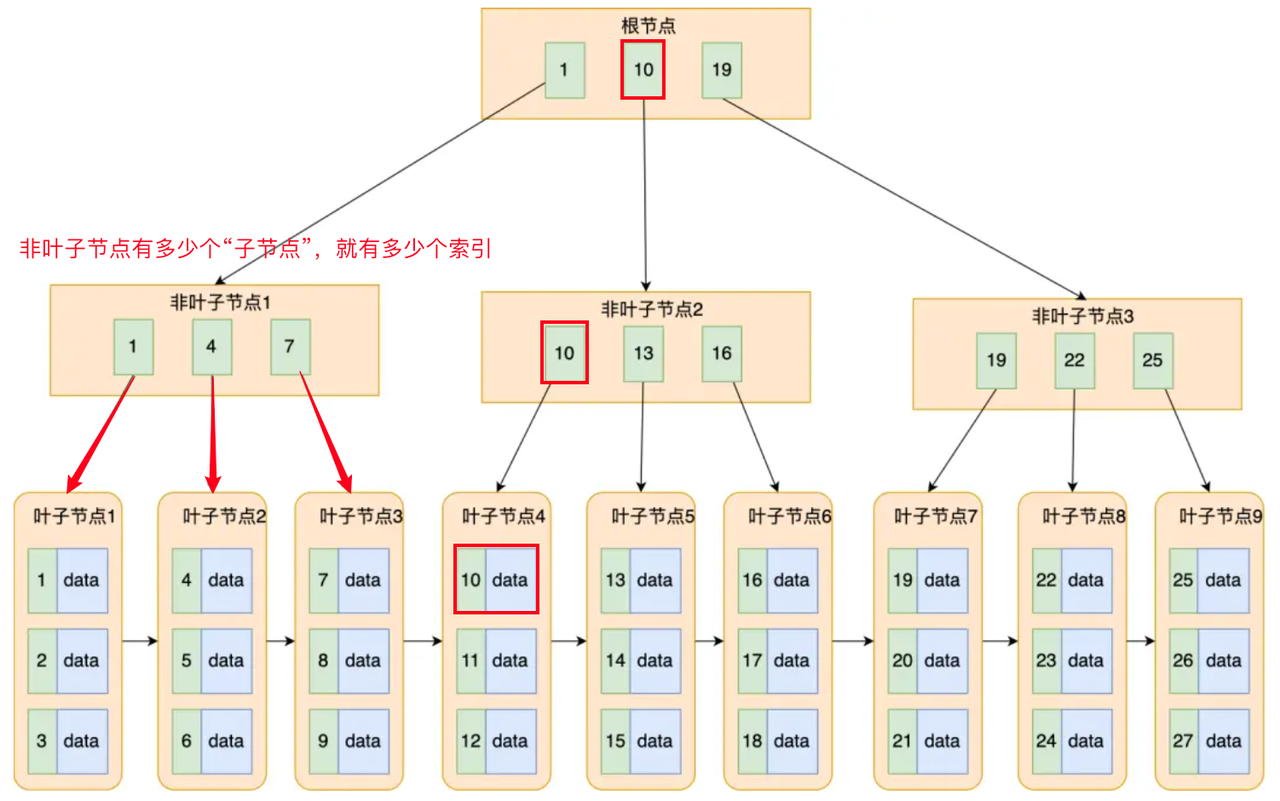 根节点
1 10 19
非叶子节点有多少个“子节点”，就有多少个索引
非叶子节点1
1 4 7
非叶子节点2
10 13 16
非叶子节点3
19 22 25
叶子节点1
1 data
2 data
3 data
叶子节点2
4 data
5 data
6 data
叶子节点3
7 data
8 data
9 data
叶子节点4
10 data
11 data
12 data
叶子节点5
13 data
14 data
15 data
叶子节点6
16 data
17 data
18 data
叶子节点7
19 data
20 data
21 data
叶子节点8
22 data
23 data
24 data
叶子节点9
25 data
26 data
27 data